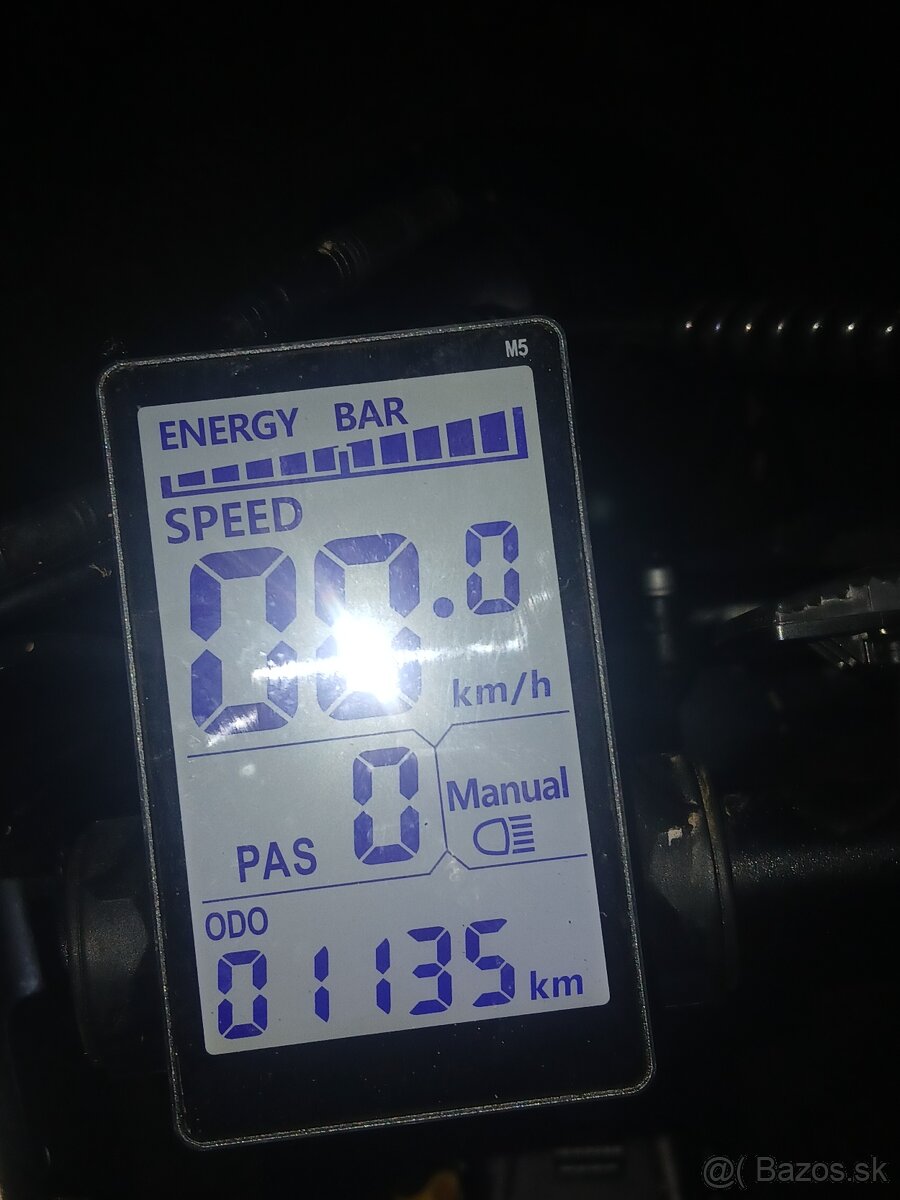 M5
ENERGY BAR
SPEED
00.0
km/h
0
Manual
PAS
ODO
01135 km
@( Bazos.sk